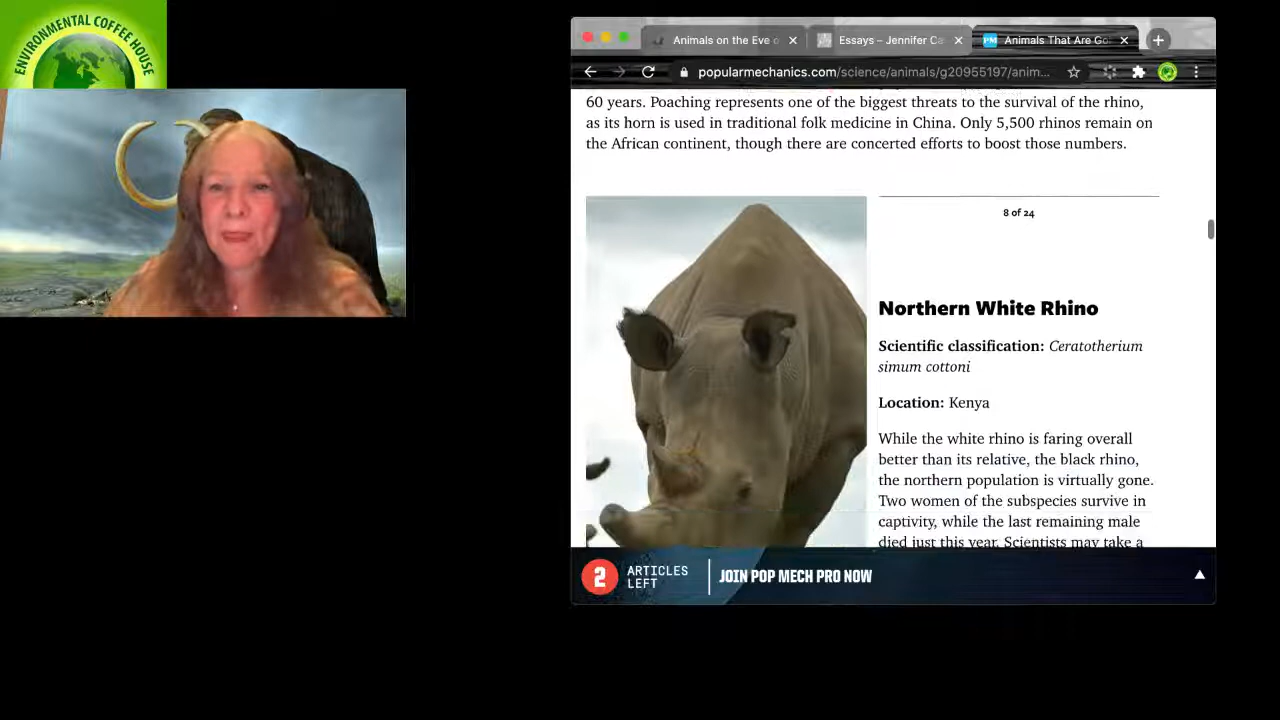 ENVIRONMENTAL COFFEE HOUSE
Animals on the Eve o
Essays – Jennifer Ca
Animals That Are Go
popularmechanics.com/science/animals/g20955197/anim...
60 years. Poaching represents one of the biggest threats to the survival of the rhino,
as its horn is used in traditional folk medicine in China. Only 5,500 rhinos remain on
the African continent, though there are concerted efforts to boost those numbers.
8 of 24
Northern White Rhino
Scientific classification: Ceratotherium
simum cottoni
Location: Kenya
While the white rhino is faring overall
better than its relative, the black rhino,
the northern population is virtually gone.
Two women of the subspecies survive in
captivity, while the last remaining male
died just this year. Scientists may take a
2 ARTICLES
LEFT
JOIN POP MECH PRO NOW
PM